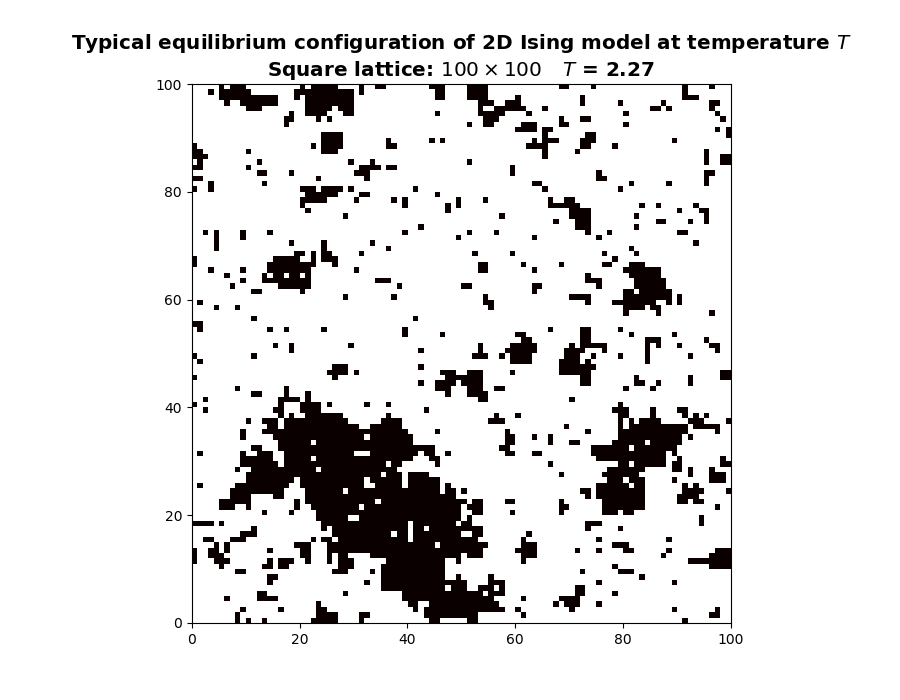 Typical equilibrium configuration of 2D Ising model at temperature T
Square lattice: 100 × 100 T = 2.27
100
80
60
40
20
0
0 20 40 60 80 100